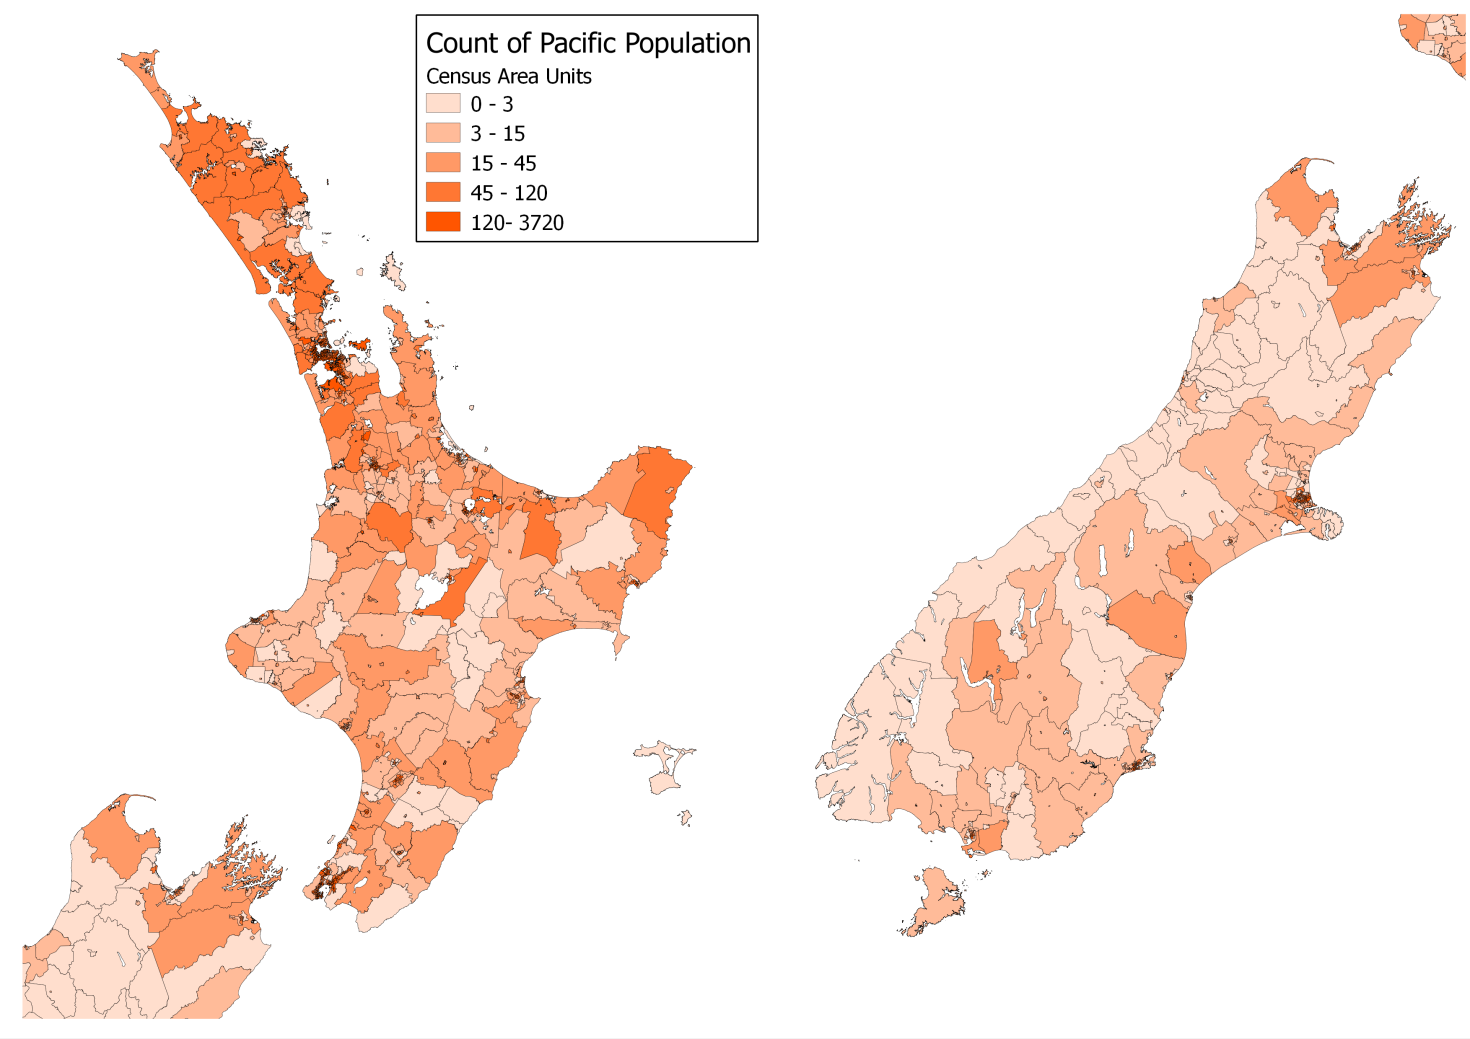 Count of Pacific Population
Census Area Units
0 - 3
3 - 15
15 - 45
45 - 120
120- 3720